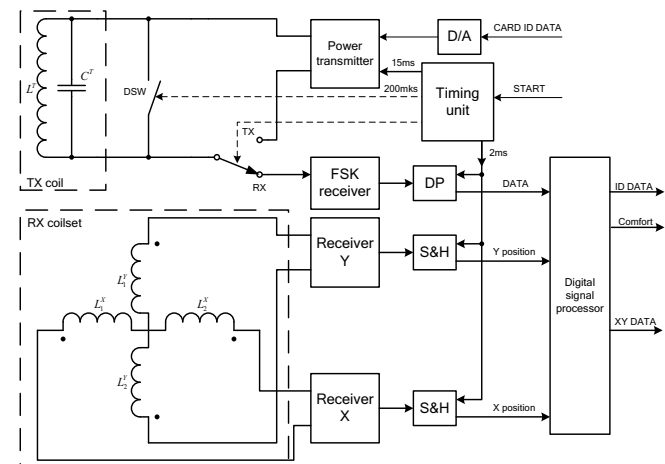 L^T
C^T
DSW
TX coil
Power
transmitter
D/A
CARD ID DATA
15ms
200mks
Timing
unit
START
TX
RX
2ms
FSK
receiver
DP
DATA
ID DATA
Comfort
XY DATA
RX coilset
Receiver
Y
S&H
Y position
Digital
signal
processor
L_1^Y
L_1^X
L_2^X
L_2^Y
Receiver
X
S&H
X position